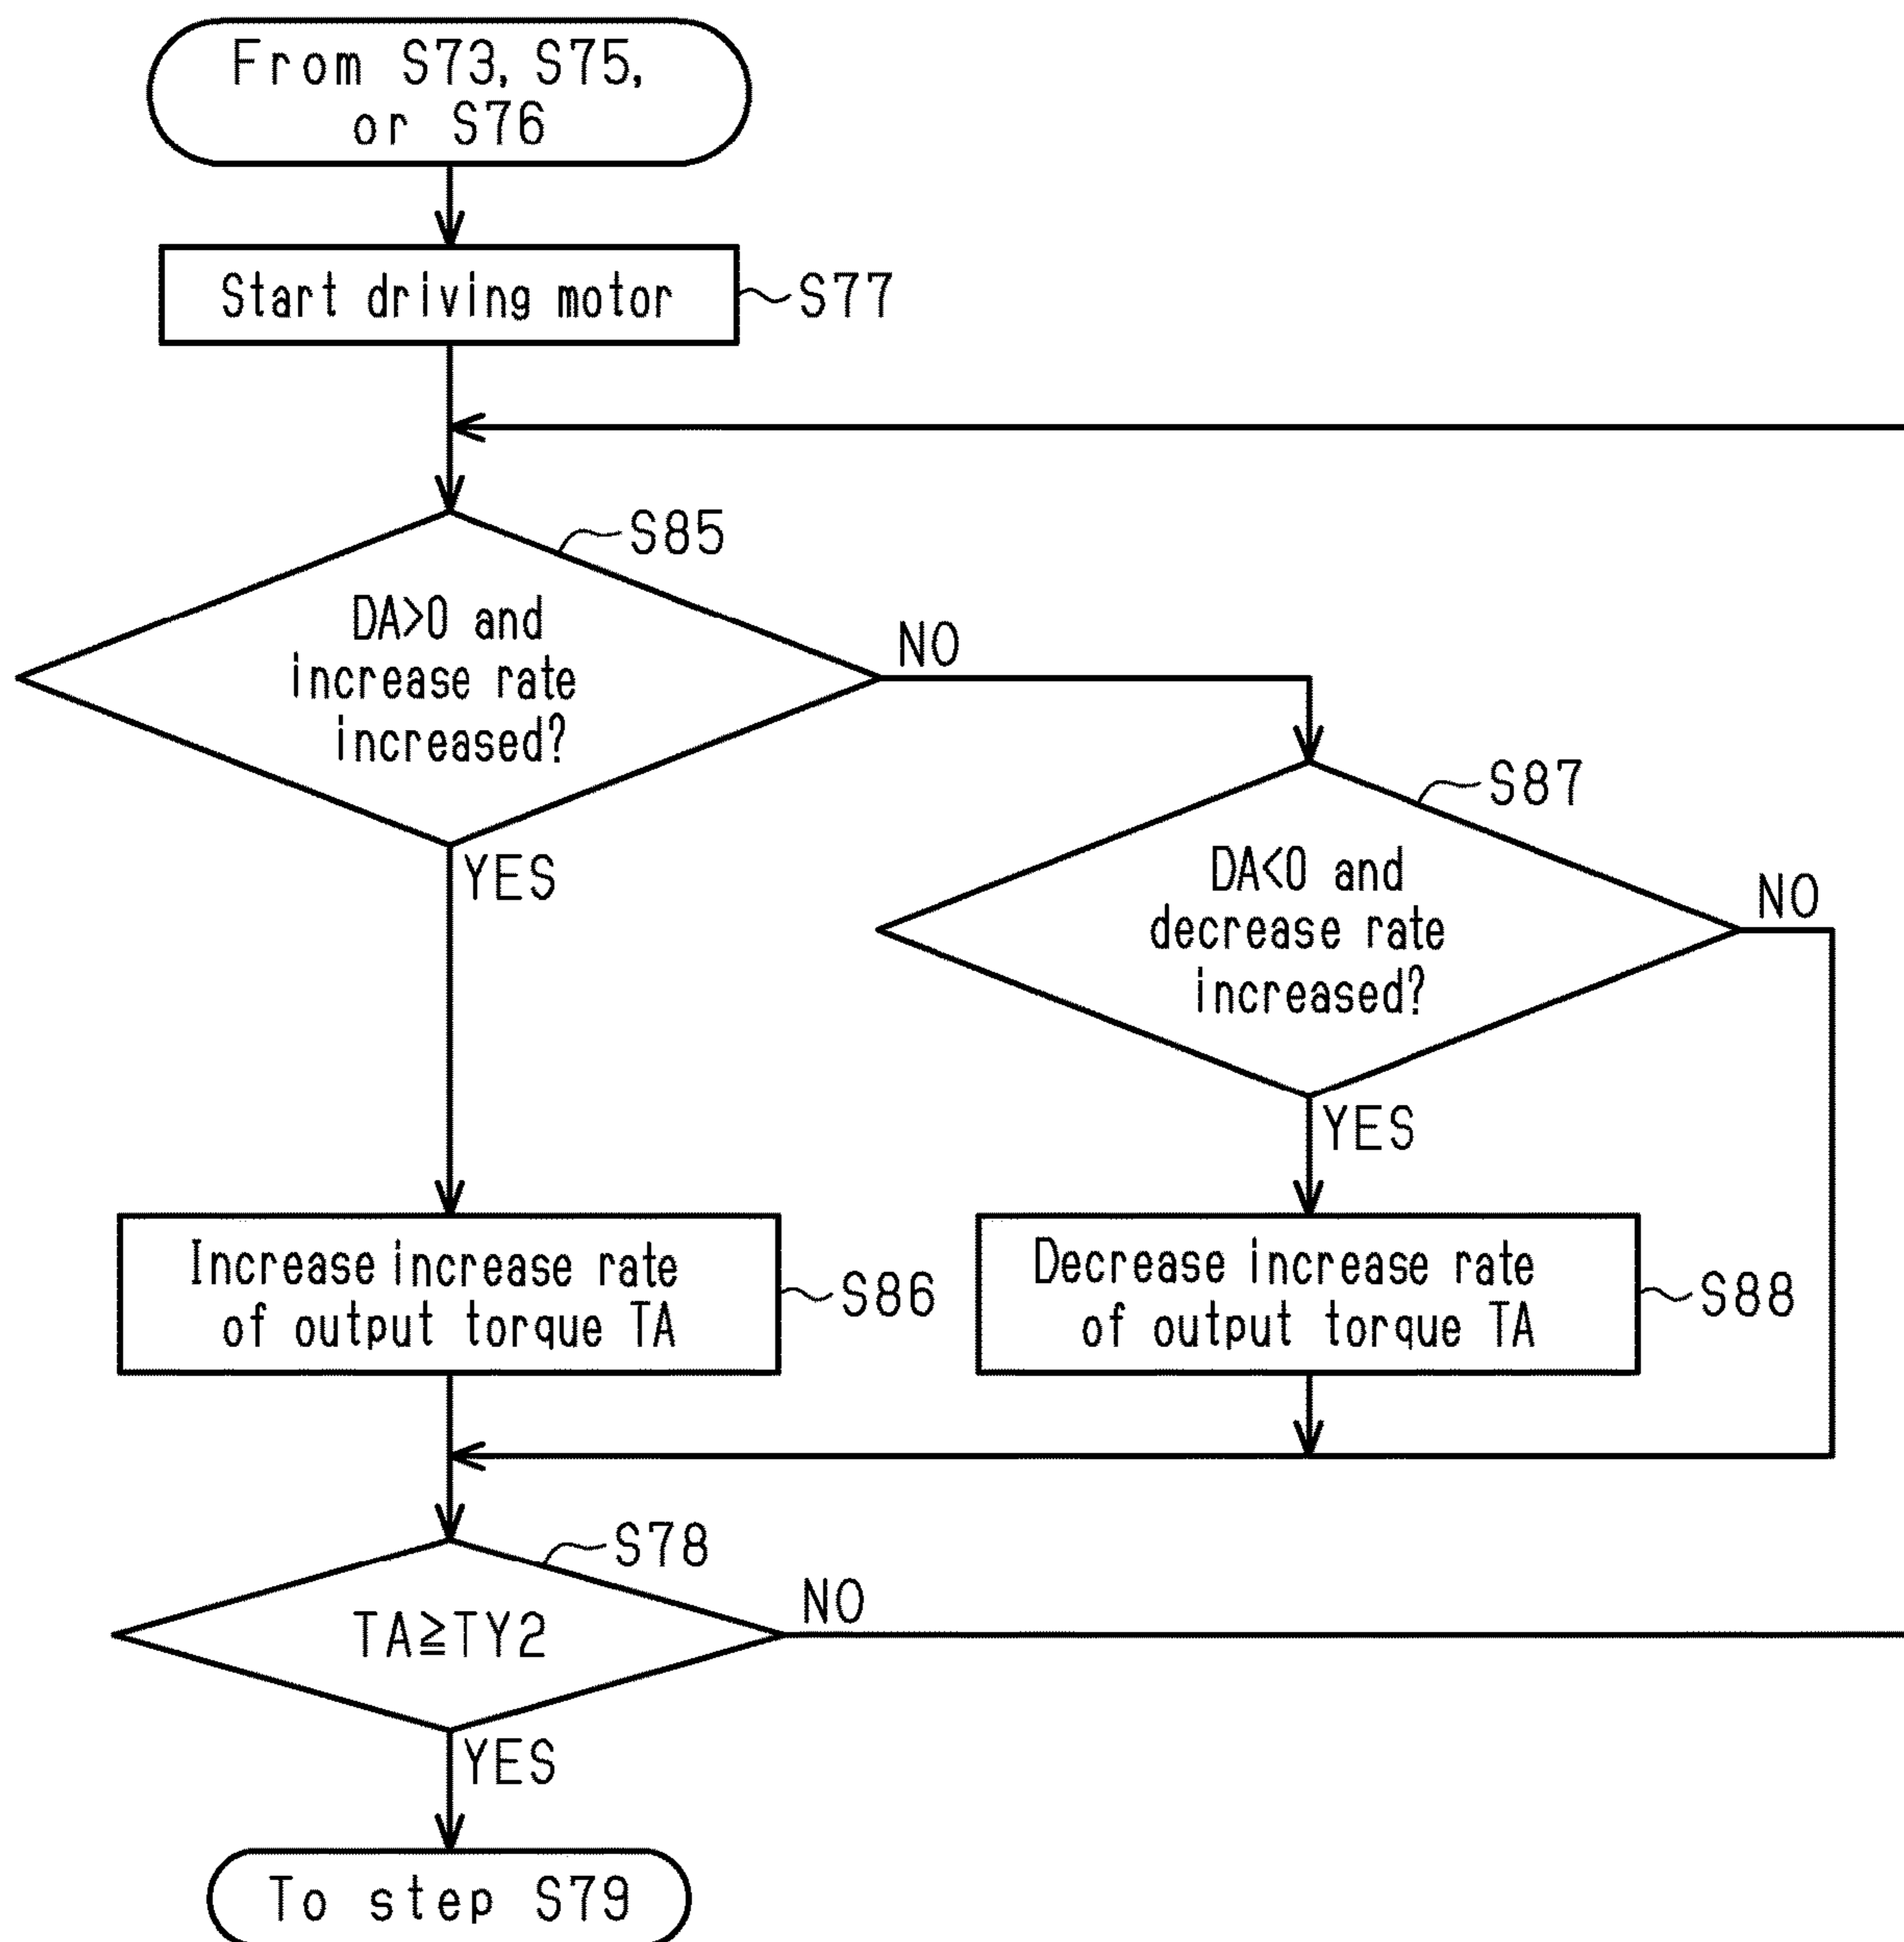 From S73, S75,
or S76
Start driving motor
S77
S85
DA>0 and
increase rate
increased?
NO
YES
S87
DA<0 and
decrease rate
increased?
NO
YES
Increase increase rate
of output torque TA
S86
Decrease increase rate
of output torque TA
S88
S78
TA≧TY2
NO
YES
To step S79